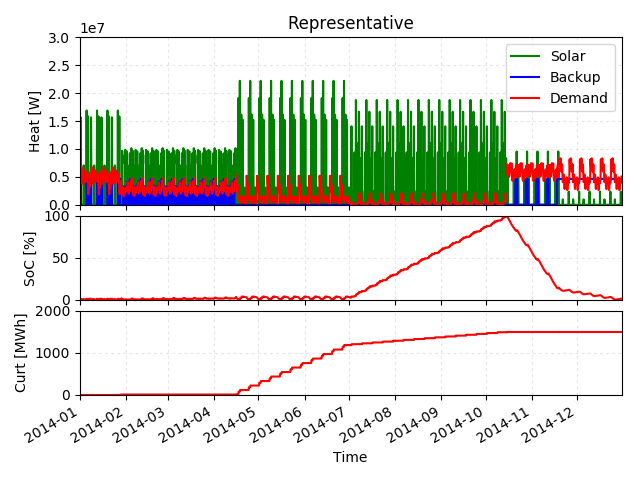 Representative
1e7
3.0
2.5
2.0
1.5
1.0
0.5
0.0
Heat [W]
Solar
Backup
Demand
100
50
0
SoC [%]
2000
1000
0
Curt [MWh]
2014-01 2014-02 2014-03 2014-04 2014-05 2014-06 2014-07 2014-08 2014-09 2014-10 2014-11 2014-12
Time